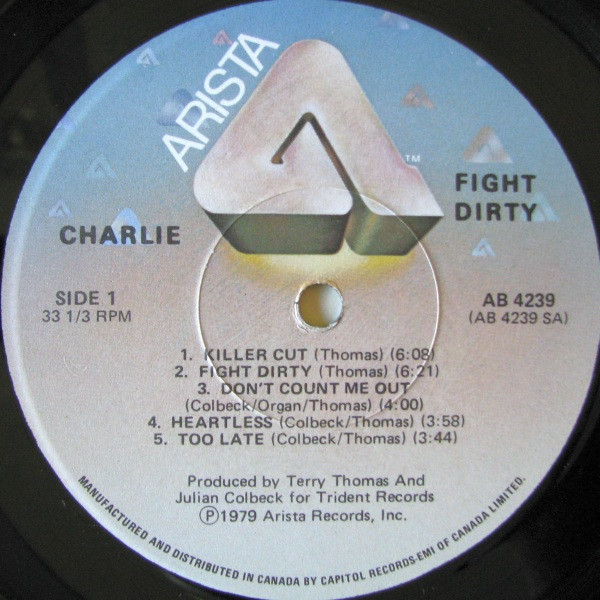 ARISTA
TM
FIGHT
DIRTY
CHARLIE
SIDE 1
33 1/3 RPM
AB 4239
(AB 4239 SA)
1. KILLER CUT (Thomas) (6:08)
2. FIGHT DIRTY (Thomas) (6:21)
3. DON'T COUNT ME OUT
(Colbeck/Organ/Thomas) (4:00)
4. HEARTLESS (Colbeck/Thomas) (3:58)
5. TOO LATE (Colbeck/Thomas) (3:44)
Produced by Terry Thomas And
Julian Colbeck for Trident Records
Ⓟ1979 Arista Records, Inc.
MANUFACTURED AND DISTRIBUTED IN CANADA BY CAPITOL RECORDS-EMI OF CANADA LIMITED.